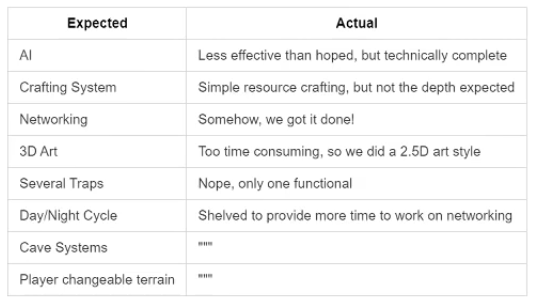 Expected Actual
AI Less effective than hoped, but technically complete
Crafting System Simple resource crafting, but not the depth expected
Networking Somehow, we got it done!
3D Art Too time consuming, so we did a 2.5D art style
Several Traps Nope, only one functional
Day/Night Cycle Shelved to provide more time to work on networking
Cave Systems """
Player changeable terrain """